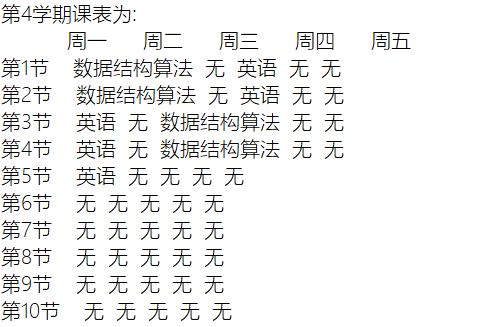 第4学期课表为:
周一 周二 周三 周四 周五
第1节 数据结构算法 无 英语 无 无
第2节 数据结构算法 无 英语 无 无
第3节 英语 无 数据结构算法 无 无
第4节 英语 无 数据结构算法 无 无
第5节 英语 无 无 无 无
第6节 无 无 无 无 无
第7节 无 无 无 无 无
第8节 无 无 无 无 无
第9节 无 无 无 无 无
第10节 无 无 无 无 无